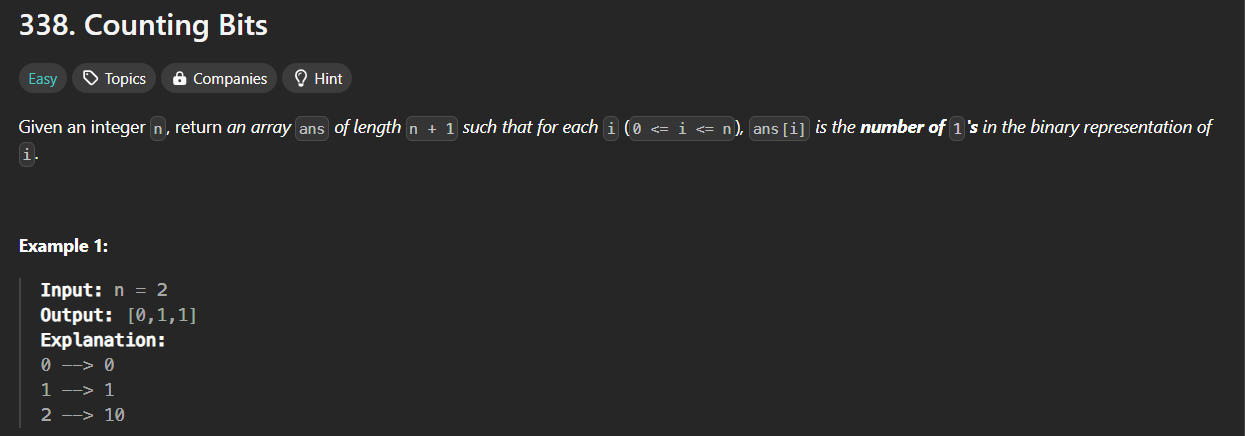 338. Counting Bits
Easy Topics Companies Hint
Given an integer n, return an array ans of length n + 1 such that for each i (0 <= i <= n), ans[i] is the number of 1's in the binary representation of
i.
Example 1:
Input: n = 2
Output: [0,1,1]
Explanation:
0 --> 0
1 --> 1
2 --> 10